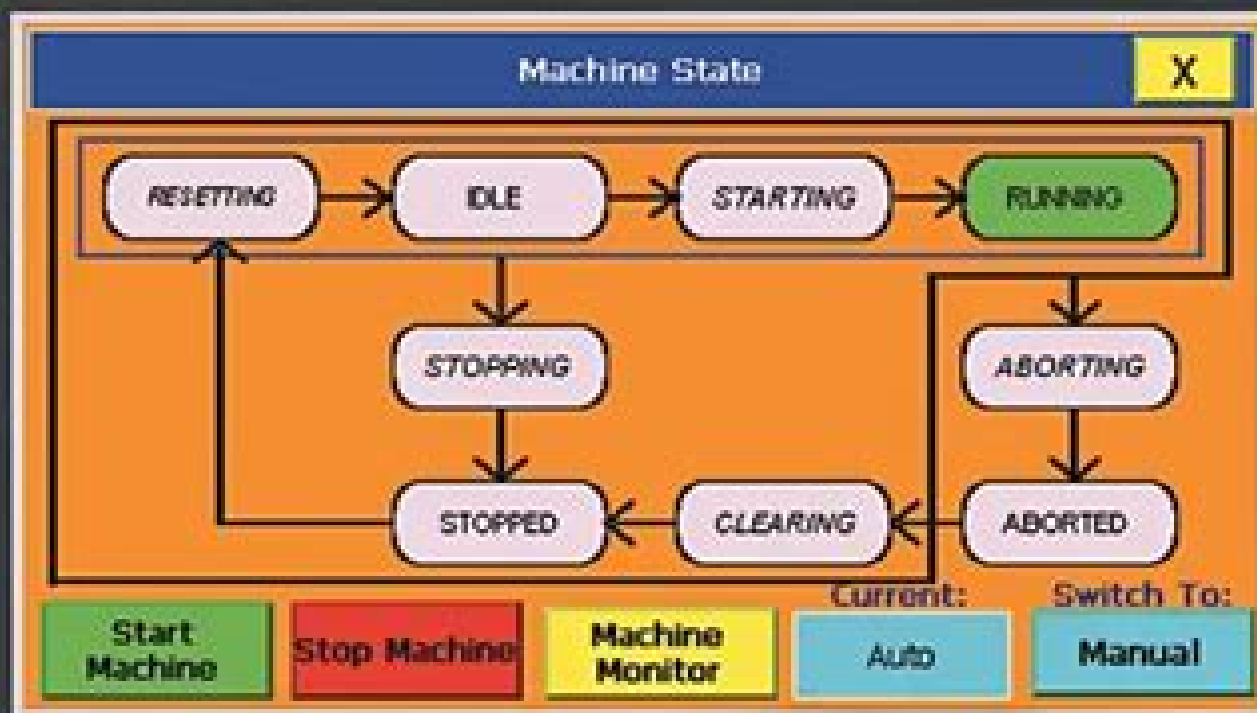 Machine State
X
RESETTING
IDLE
STARTING
RUNNING
STOPPING
ABORTING
STOPPED
CLEARING
ABORTED
Current:
Switch To:
Start
Machine
Stop Machine
Machine
Monitor
Auto
Manual